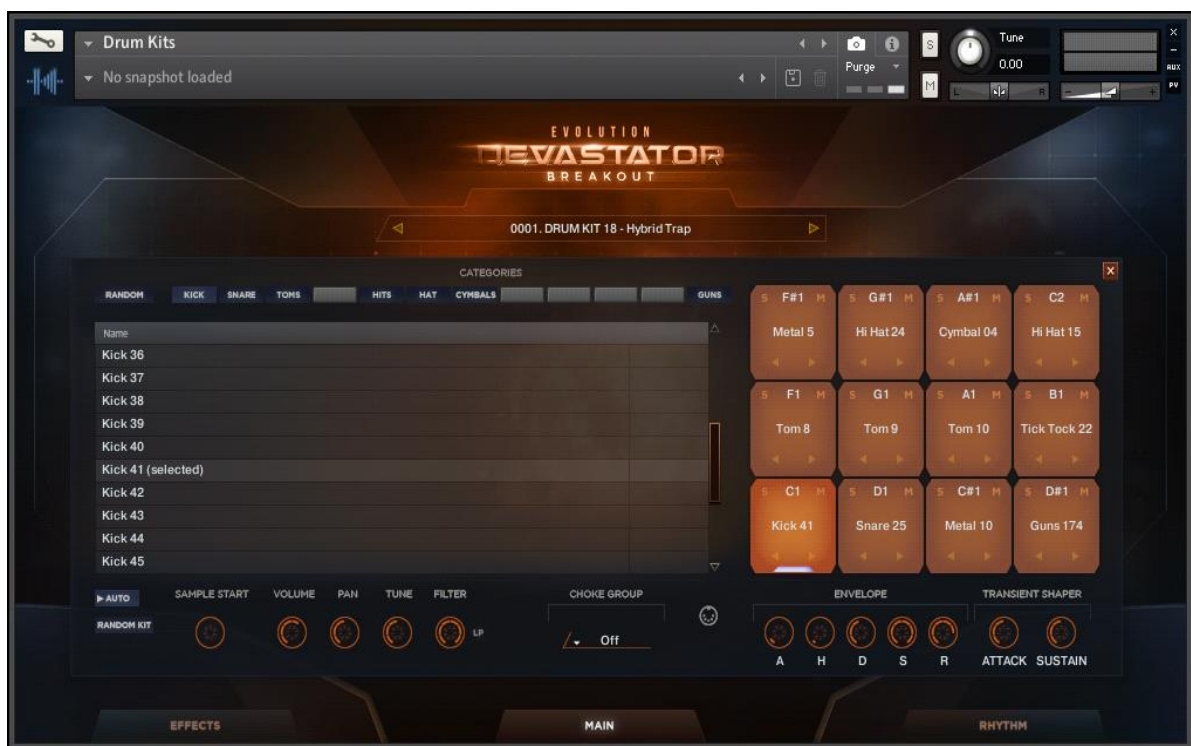 Drum Kits
No snapshot loaded
Purge
S
M
Tune
0.00
L R
- +
×
-
AUX
PV
EVOLUTION
DEVASTATOR
BREAKOUT
0001. DRUM KIT 18 - Hybrid Trap
CATEGORIES
RANDOM KICK SNARE TOMS HITS HAT CYMBALS GUNS
Name
Kick 36
Kick 37
Kick 38
Kick 39
Kick 40
Kick 41 (selected)
Kick 42
Kick 43
Kick 44
Kick 45
S F#1 M S G#1 M S A#1 M S C2 M
Metal 5 Hi Hat 24 Cymbal 04 Hi Hat 15
S F1 M S G1 M S A1 M S B1 M
Tom 8 Tom 9 Tom 10 Tick Tock 22
S C1 M S D1 M S C#1 M S D#1 M
Kick 41 Snare 25 Metal 10 Guns 174
AUTO
RANDOM KIT
SAMPLE START VOLUME PAN TUNE FILTER
LP
CHOKE GROUP
Off
ENVELOPE
A H D S R
TRANSIENT SHAPER
ATTACK SUSTAIN
EFFECTS MAIN RHYTHM